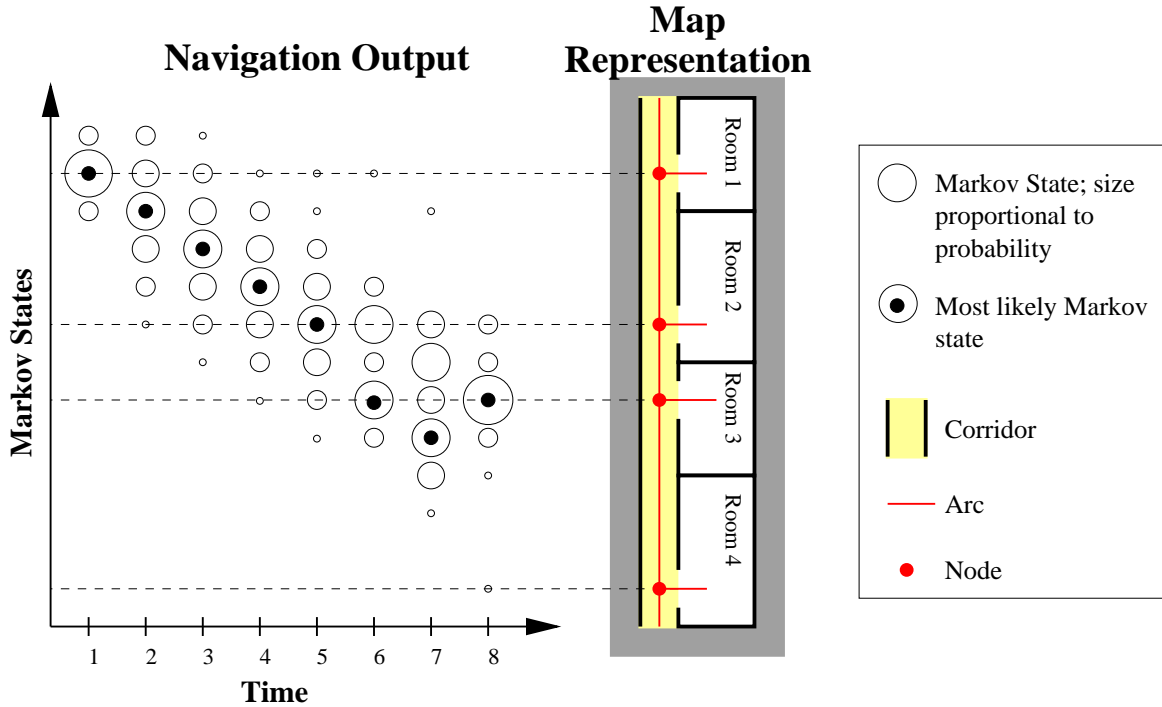 Navigation Output
Map
Representation
Markov States
1 2 3 4 5 6 7 8
Time
Room 1
Room 2
Room 3
Room 4
Markov State; size
proportional to
probability
Most likely Markov
state
Corridor
Arc
Node